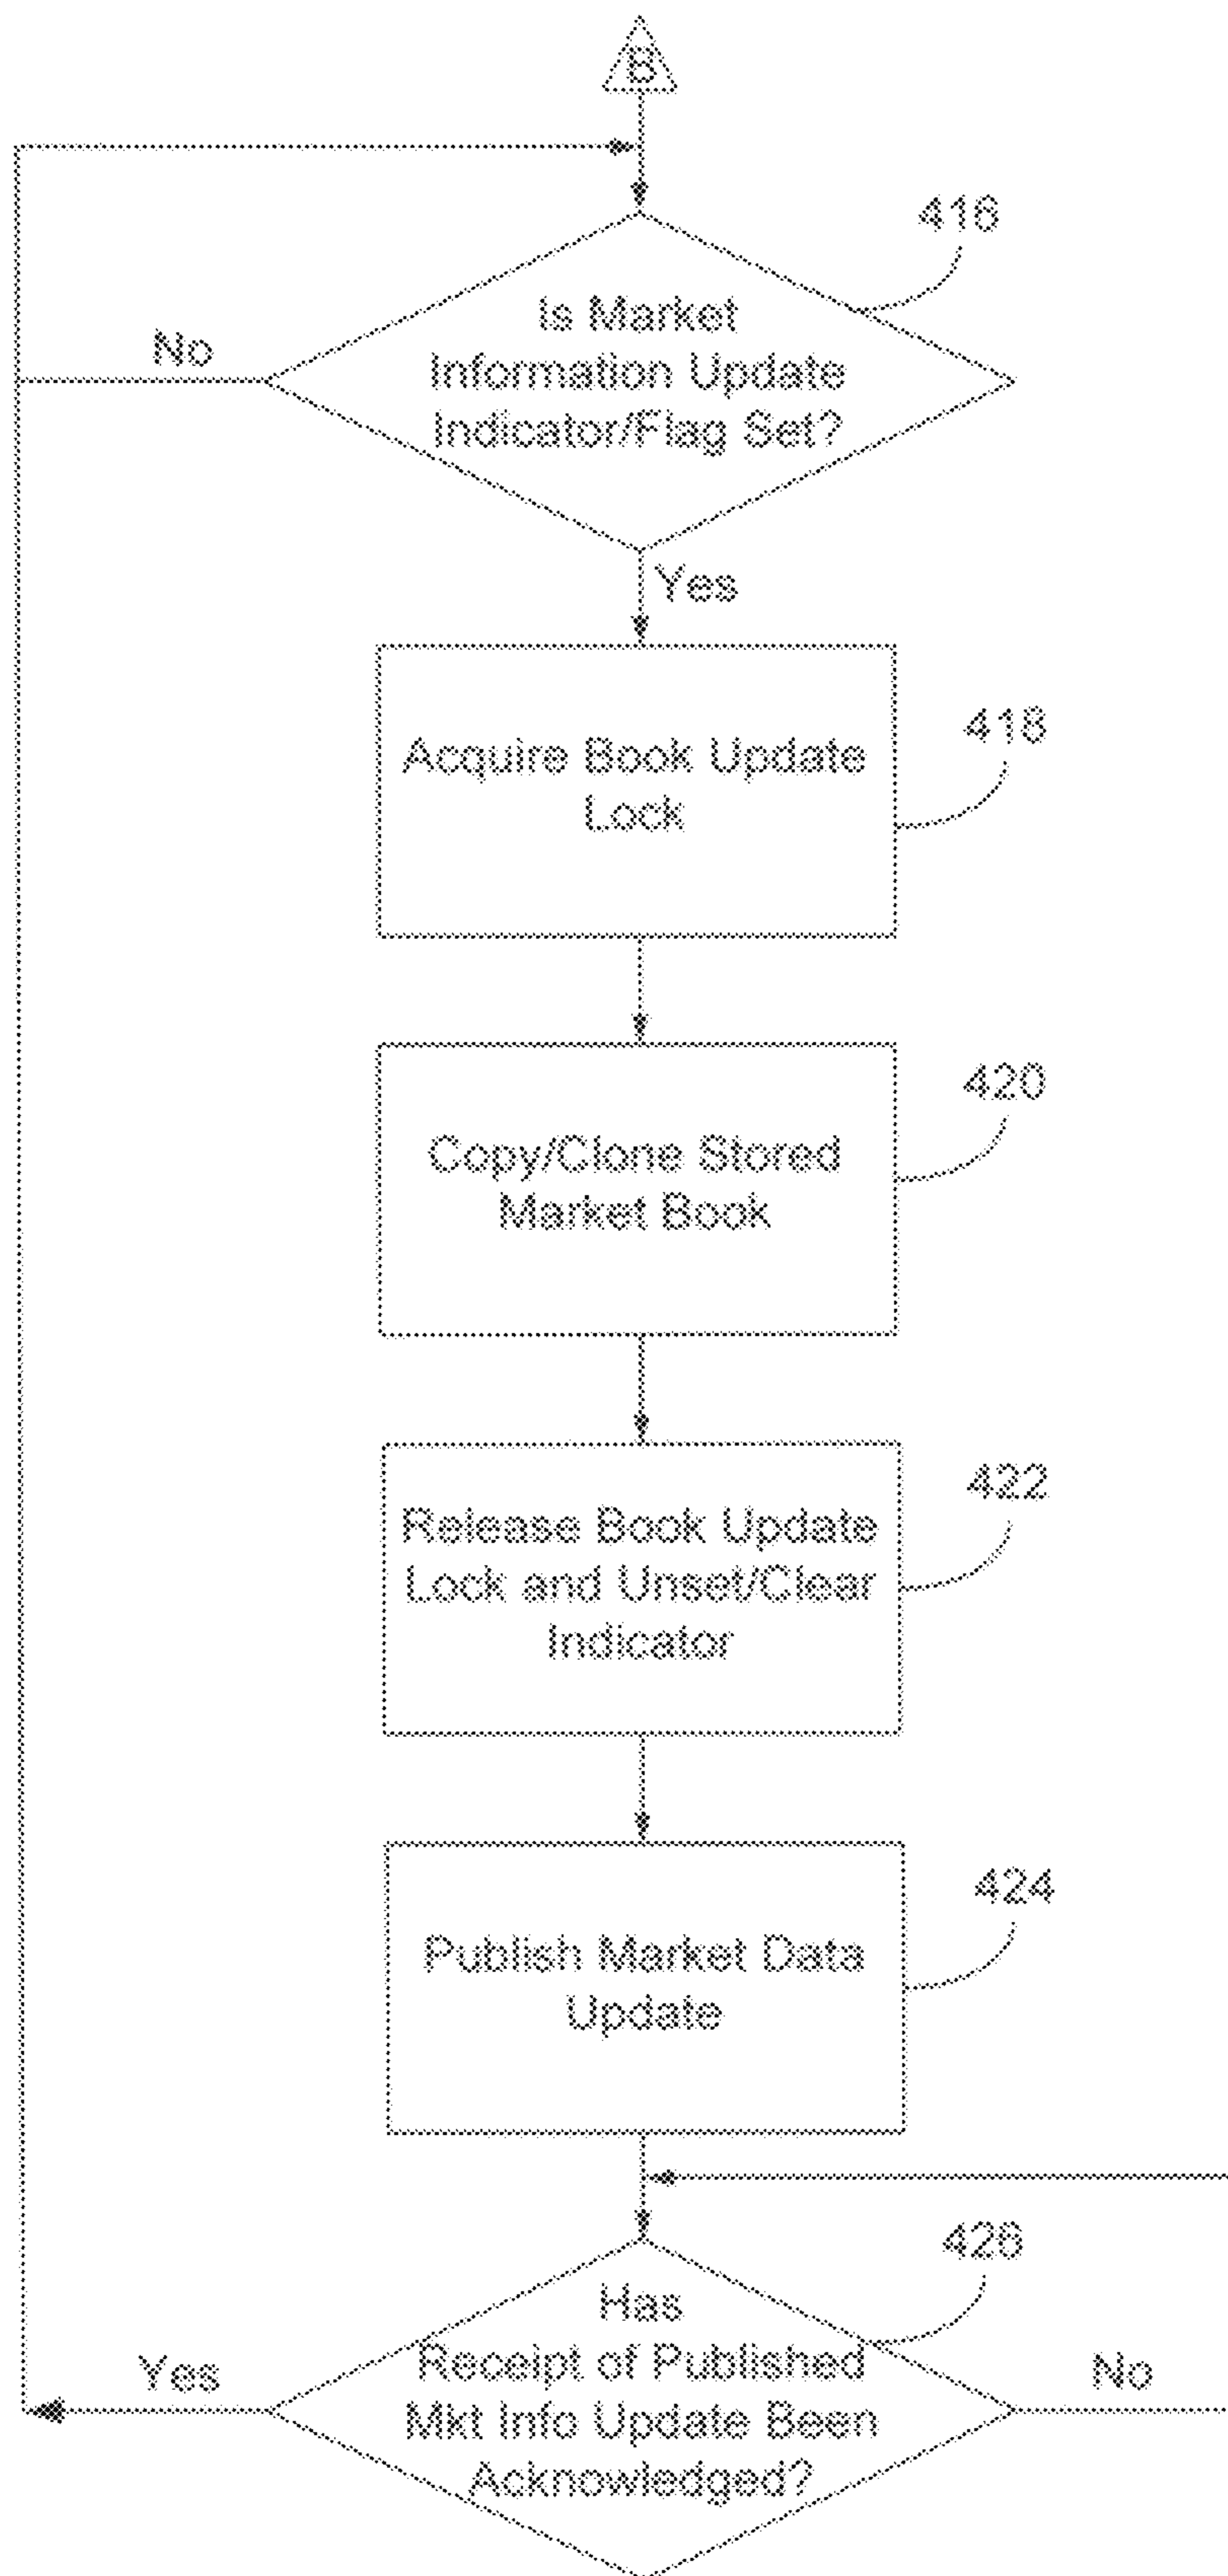 B
416
Is Market
Information Update
Indicator/Flag Set?
No
Yes
418
Acquire Book Update
Lock
420
Copy/Clone Stored
Market Book
422
Release Book Update
Lock and Unset/Clear
Indicator
424
Publish Market Data
Update
426
Has
Receipt of Published
Mkt Info Update Been
Acknowledged?
Yes
No